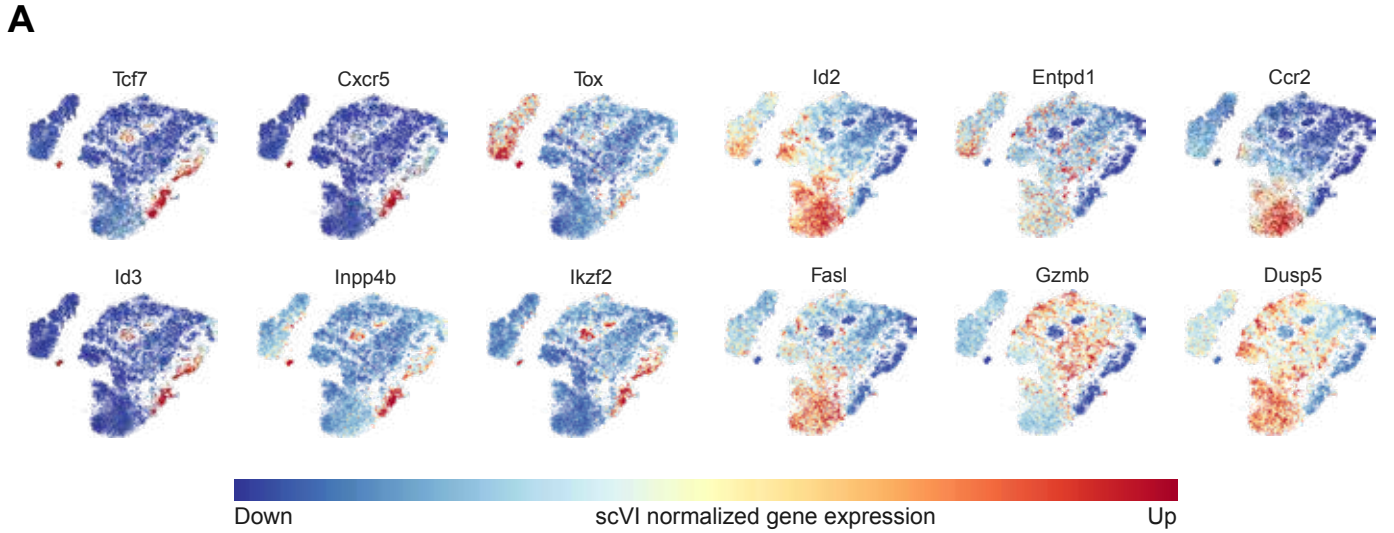 A
Tcf7 Cxcr5 Tox Id2 Entpd1 Ccr2
Id3 Inpp4b Ikzf2 Fasl Gzmb Dusp5
Down scVI normalized gene expression Up